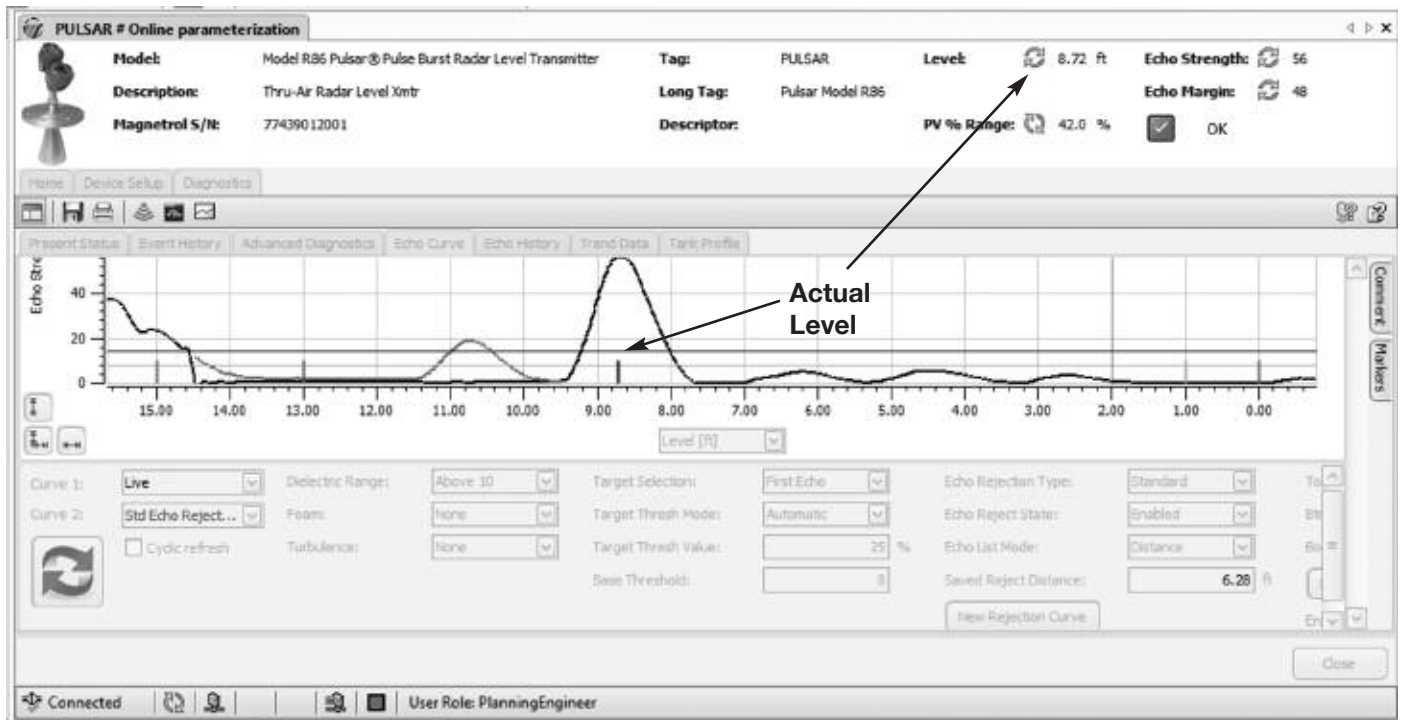 PULSAR # Online parameterization
Model: Model R86 Pulsar® Pulse Burst Radar Level Transmitter Tag: PULSAR Level: 8.72 ft Echo Strength: 56
Description: Thru-Air Radar Level Xmtr Long Tag: Pulsar Model R86 Echo Margin: 48
Magnetrol S/N: 77439012001 Descriptor: PV % Range: 42.0 % OK
Home Device Setup Diagnostics
Present Status Event History Advanced Diagnostics Echo Curve Echo History Trend Data Tank Profile
Echo Stre
40
20
0
Actual
Level
15.00 14.00 13.00 12.00 11.00 10.00 9.00 8.00 7.00 6.00 5.00 4.00 3.00 2.00 1.00 0.00
Level [ft]
Comment
Markers
Curve 1: Live Dielectric Range: Above 10 Target Selection: First Echo Echo Rejection Type: Standard
Curve 2: Std Echo Reject... Foam: None Target Thresh Mode: Automatic Echo Reject State: Enabled
Cyclic refresh Turbulence: None Target Thresh Value: 25 % Echo List Mode: Distance
Base Threshold: 8 Saved Reject Distance: 6.28 ft
New Rejection Curve
Close
Connected User Role: PlanningEngineer